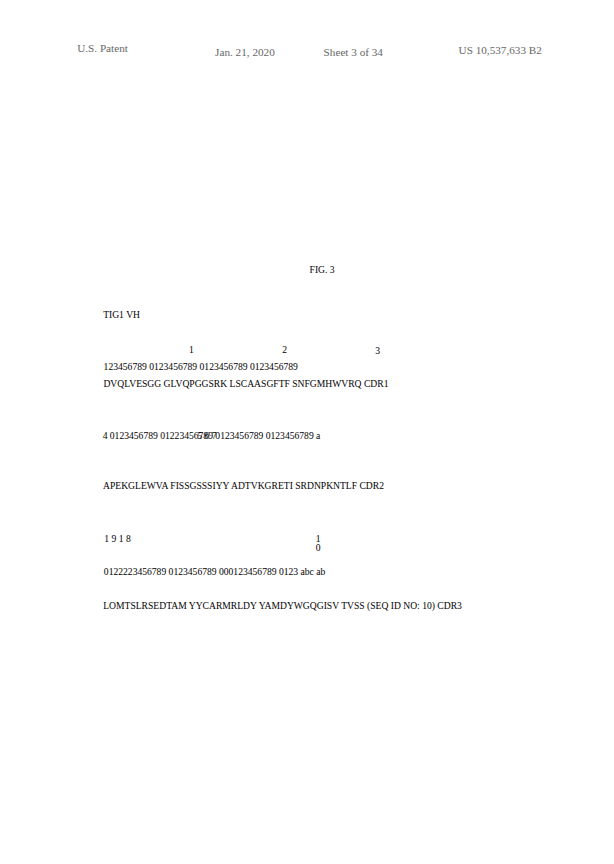 U.S. Patent Jan. 21, 2020 Sheet 3 of 34 US 10,537,633 B2
FIG. 3
TIG1 VH
1 2 3
123456789 0123456789 0123456789 0123456789
DVQLVESGG GLVQPGGSRK LSCAASGFTF SNFGMHWVRQ CDR1
4 0123456789 01223456789 0123456789 0123456789 a
APEKGLEWVA FISSGSSSIYY ADTVKGRETI SRDNPKNTLF CDR2
1 9 1 8 1
0
0122223456789 0123456789 000123456789 0123 abc ab
LOMTSLRSEDTAM YYCARMRLDY YAMDYWGQGISV TVSS (SEQ ID NO: 10) CDR3